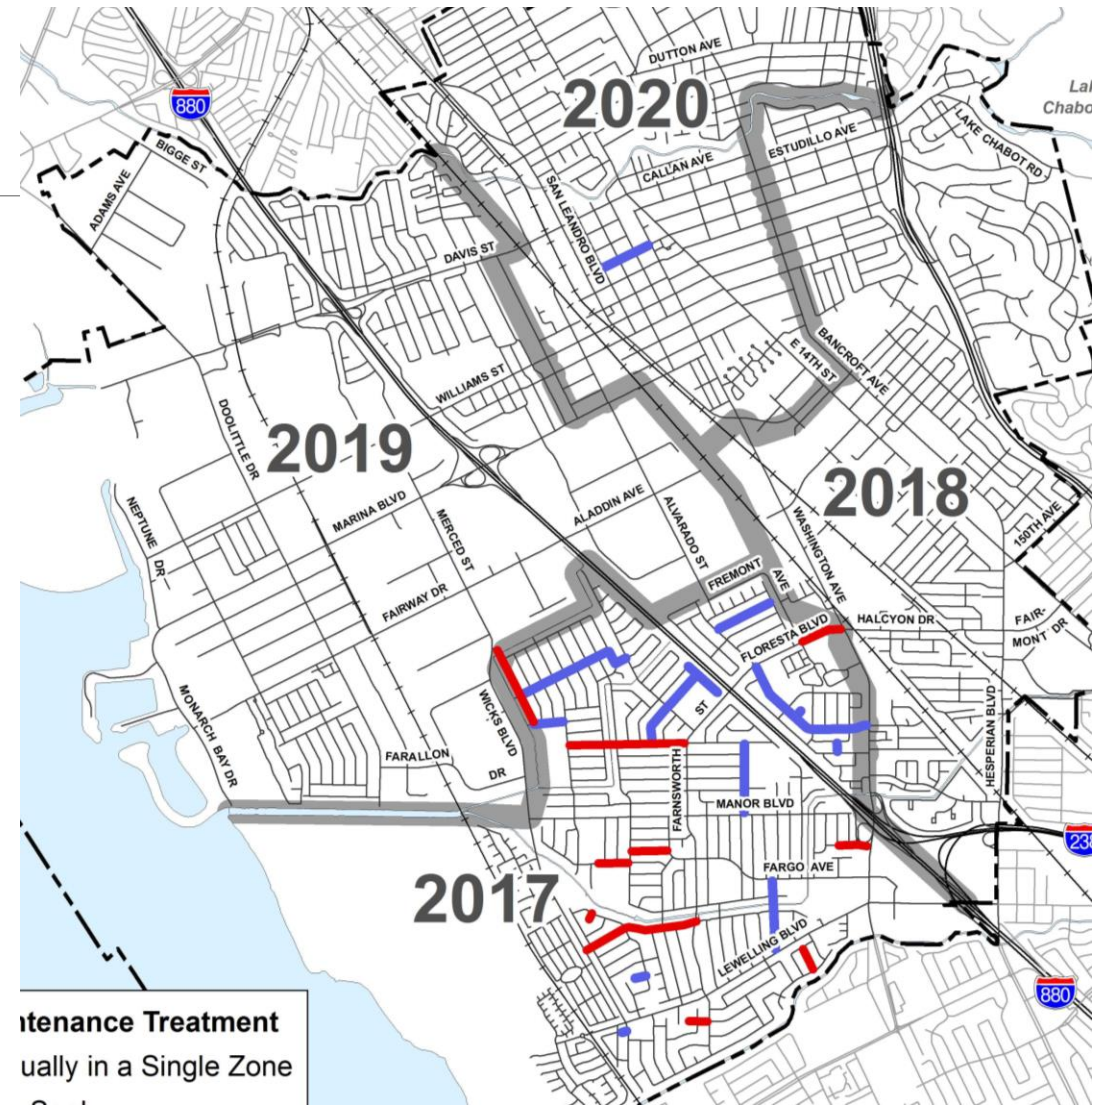 DUTTON AVE
2020
Chabo
880
BIGGE ST
ESTUDILLO AVE
LAKE CHABOT RD
CALLAN AVE
ADAMS AVE
SAN LEANDRO BLVD
DAVIS ST
BANCROFT AVE
E 14TH ST
WILLIAMS ST
DOOLITTLE DR
2019
2018
MARINA BLVD
NEPTUNE DR
MERCED ST
ALADDIN AVE
ALVARADO ST
WASHINGTON AVE
150TH AVE
FREMONT AVE
FAIRWAY DR
HALCYON DR
FAIR-
MONT DR
FLORESTA BLVD
MONARCH BAY DR
WICKS BLVD
ST
HESPERIAN BLVD
FARALLON DR
FARNSWORTH
MANOR BLVD
238
FARGO AVE
2017
LEWELLING BLVD
880
ntenance Treatment
ually in a Single Zone